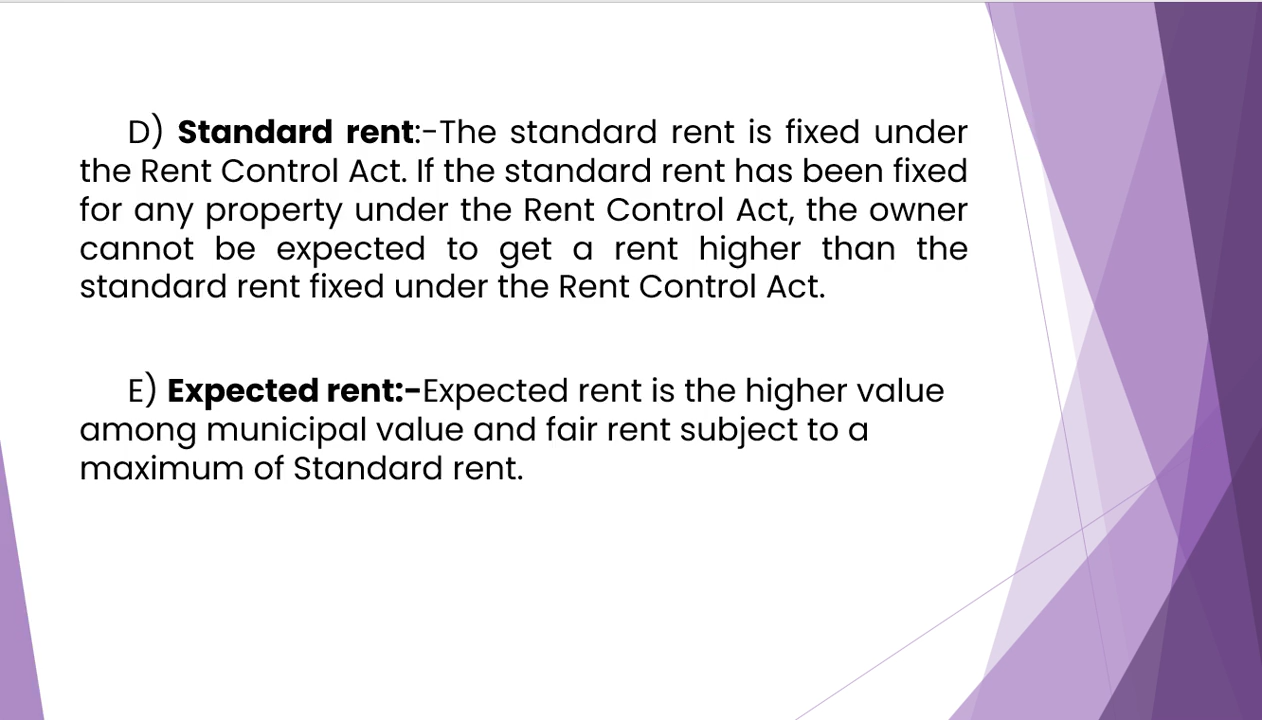 D) Standard rent:-The standard rent is fixed under
the Rent Control Act. If the standard rent has been fixed
for any property under the Rent Control Act, the owner
cannot be expected to get a rent higher than the
standard rent fixed under the Rent Control Act.
E) Expected rent:-Expected rent is the higher value
among municipal value and fair rent subject to a
maximum of Standard rent.